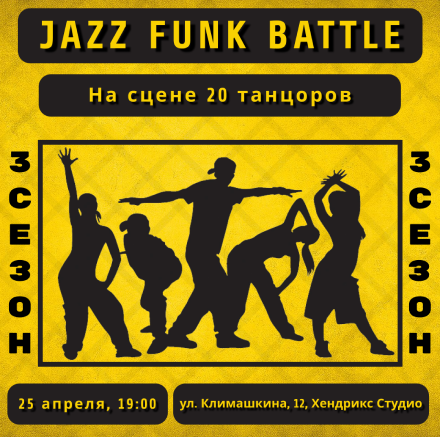 JAZZ FUNK BATTLE
На сцене 20 танцоров
3 СЕЗОН
3 СЕЗОН
25 апреля, 19:00
ул. Климашкина, 12, Хендрикс Студио